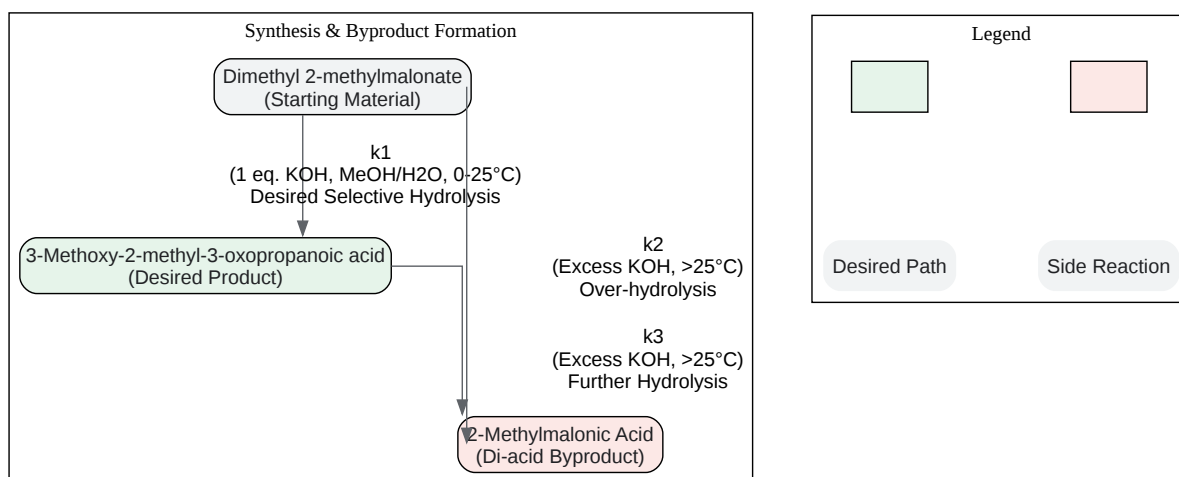 Synthesis & Byproduct Formation
Dimethyl 2-methylmalonate
(Starting Material)
k1
(1 eq. KOH, MeOH/H2O, 0-25°C)
Desired Selective Hydrolysis
3-Methoxy-2-methyl-3-oxopropanoic acid
(Desired Product)
k2
(Excess KOH, >25°C)
Over-hydrolysis
k3
(Excess KOH, >25°C)
Further Hydrolysis
2-Methylmalonic Acid
(Di-acid Byproduct)
Legend
Desired Path
Side Reaction